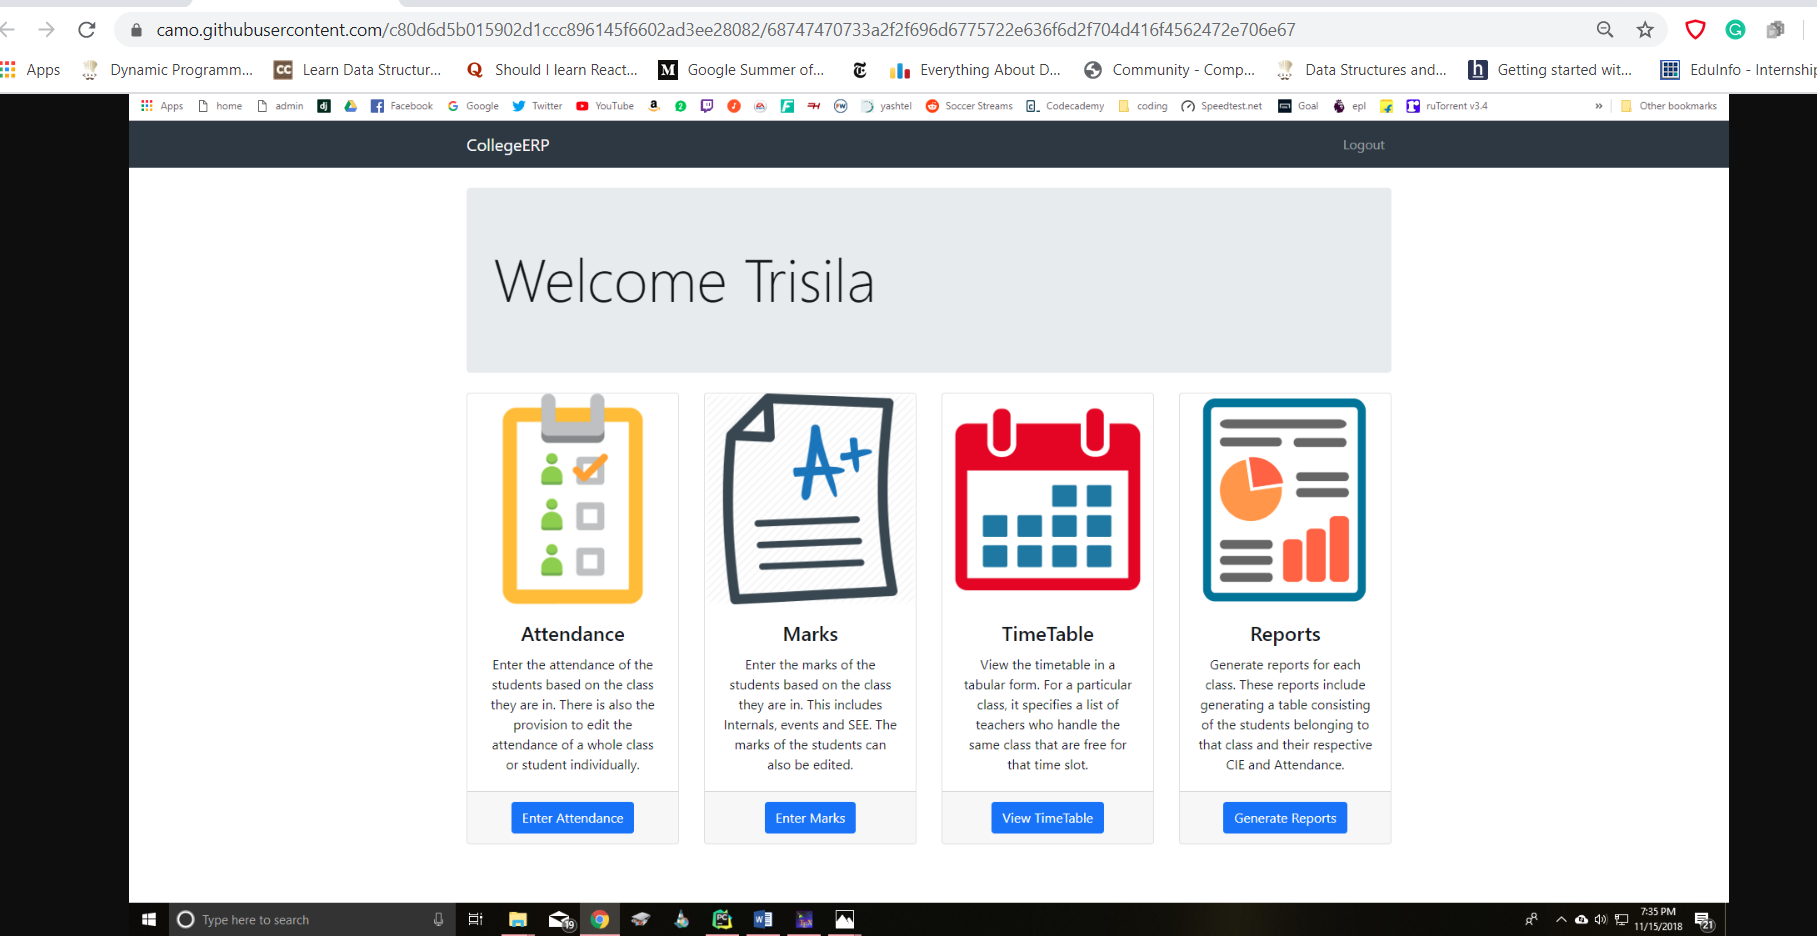 camo.githubusercontent.com/c80d6d5b015902d1ccc896145f6602ad3ee28082/68747470733a2f2f696d6775722e636f6d2f704d416f4562472e706e67
Apps Dynamic Programm... CC Learn Data Structur... Q Should I learn React... M Google Summer of... Everything About D... Community - Comp... Data Structures and... h Getting started wit... EduInfo - Internship
Apps home admin dj Facebook Google Twitter YouTube yashtel Soccer Streams Codecademy coding Speedtest.net Goal epl ruTorrent v3.4 » Other bookmarks
CollegeERP Logout
Welcome Trisila
A+
Attendance
Enter the attendance of the
students based on the class
they are in. There is also the
provision to edit the
attendance of a whole class
or student individually.
Enter Attendance
Marks
Enter the marks of the
students based on the class
they are in. This includes
Internals, events and SEE. The
marks of the students can
also be edited.
Enter Marks
TimeTable
View the timetable in a
tabular form. For a particular
class, it specifies a list of
teachers who handle the
same class that are free for
that time slot.
View TimeTable
Reports
Generate reports for each
class. These reports include
generating a table consisting
of the students belonging to
that class and their respective
CIE and Attendance.
Generate Reports
Type here to search 19 PC W 7:35 PM
11/15/2018 21